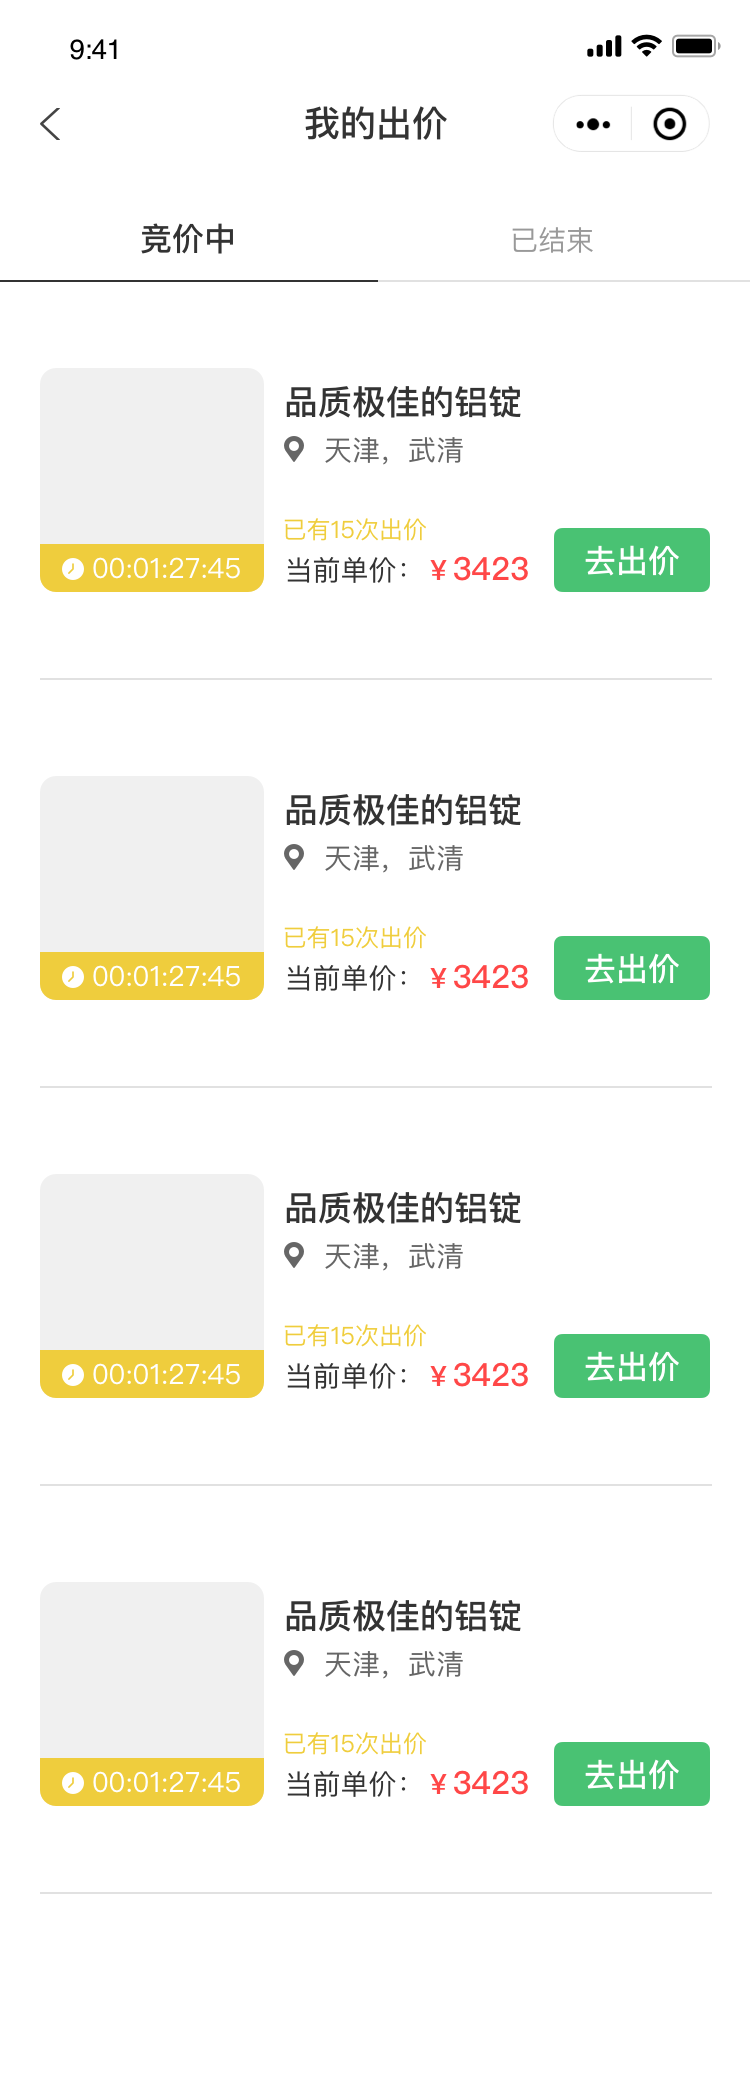 9:41
我的出价
竞价中
已结束
品质极佳的铝锭
天津，武清
已有15次出价
00:01:27:45
当前单价：
¥3423
去出价
品质极佳的铝锭
天津，武清
已有15次出价
00:01:27:45
当前单价：
¥3423
去出价
品质极佳的铝锭
天津，武清
已有15次出价
00:01:27:45
当前单价：
¥3423
去出价
品质极佳的铝锭
天津，武清
已有15次出价
00:01:27:45
当前单价：
¥3423
去出价